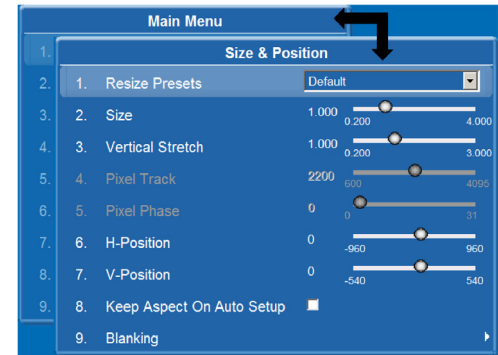 Main Menu
1.
Size & Position
2. 1. Resize Presets Default
3. 2. Size 1.000 0.200 4.000
4. 3. Vertical Stretch 1.000 0.200 3.000
5. 4. Pixel Track 2200 600 4095
6. 5. Pixel Phase 0 0 31
7. 6. H-Position 0 -960 960
8. 7. V-Position 0 -540 540
9. 8. Keep Aspect On Auto Setup
9. Blanking